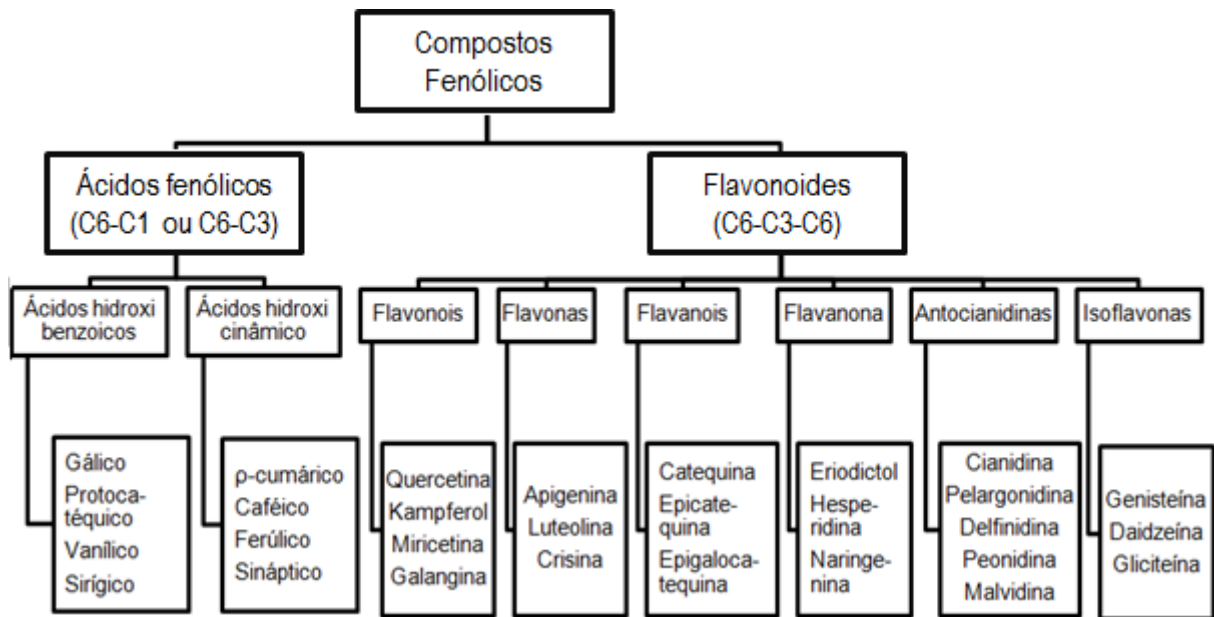 Compostos
Fenólicos
Ácidos fenólicos
(C6-C1 ou C6-C3)
Flavonoides
(C6-C3-C6)
Ácidos hidroxi
benzoicos
Ácidos hidroxi
cinâmico
Flavonois
Flavonas
Flavanois
Flavanona
Antocianidinas
Isoflavonas
Gálico
Protoca-
téquico
Vanílico
Sirígico
ρ-cumárico
Caféico
Ferúlico
Sináptico
Quercetina
Kampferol
Miricetina
Galangina
Apigenina
Luteolina
Crisina
Catequina
Epicate-
quina
Epigaloca-
tequina
Eriodictol
Hespe-
ridina
Naringe-
nina
Cianidina
Pelargonidina
Delfinidina
Peonidina
Malvidina
Genisteína
Daidzeína
Gliciteína